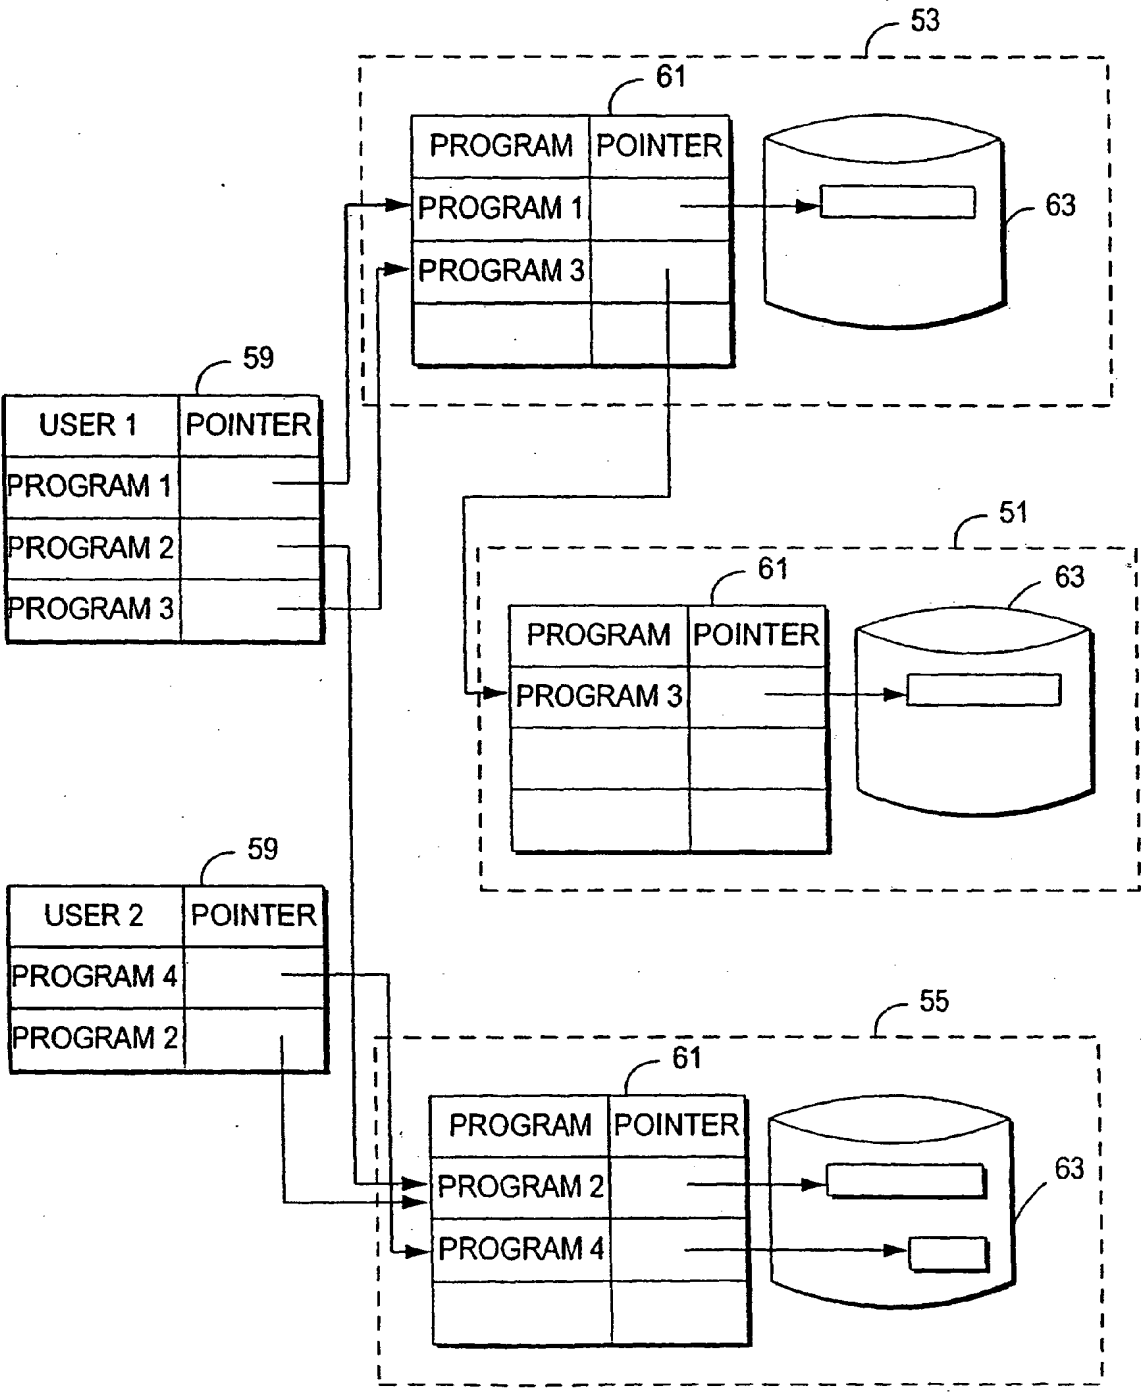 53
61
PROGRAM POINTER
PROGRAM 1
PROGRAM 3
63
59
USER 1 POINTER
PROGRAM 1
PROGRAM 2
PROGRAM 3
51
61
63
PROGRAM POINTER
PROGRAM 3
59
USER 2 POINTER
PROGRAM 4
PROGRAM 2
55
61
PROGRAM POINTER
PROGRAM 2
PROGRAM 4
63